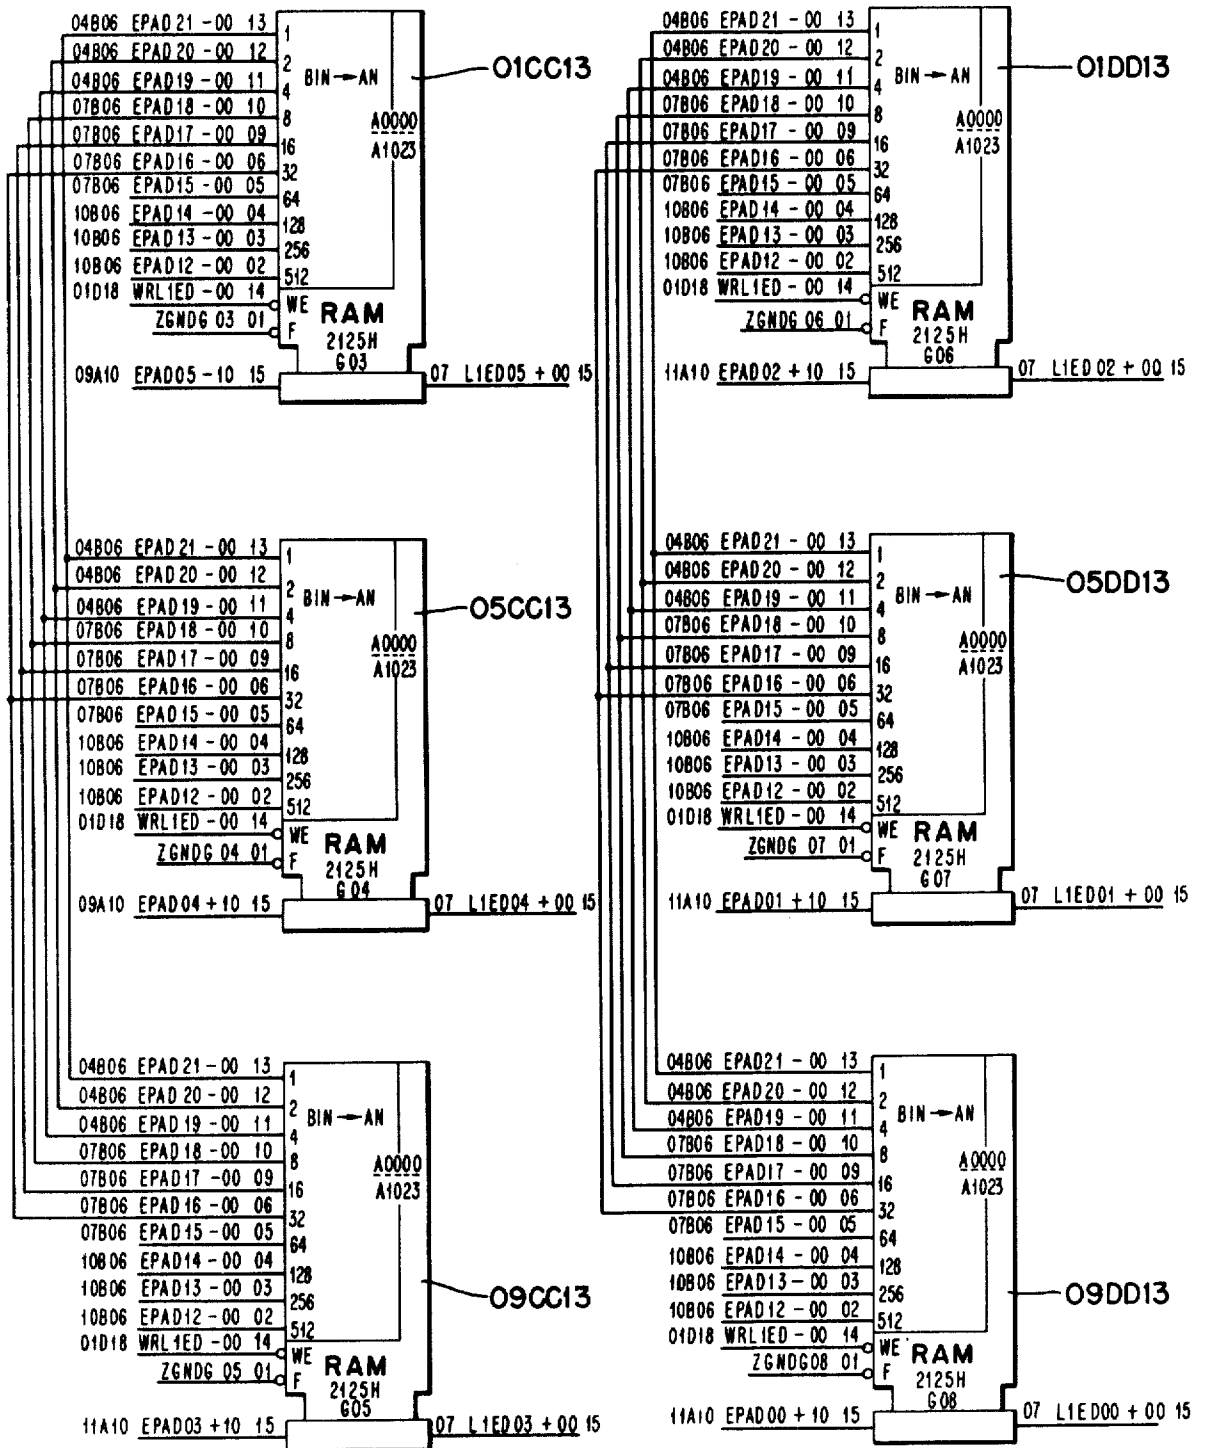 04B06 EPAD21-00 13
1
04B06 EPAD20-00 12
2
04B06 EPAD19-00 11
4
07B06 EPAD18-00 10
8
07B06 EPAD17-00 09
16
07B06 EPAD16-00 06
32
07B06 EPAD15-00 05
64
10B06 EPAD14-00 04
128
10B06 EPAD13-00 03
256
10B06 EPAD12-00 02
512
01D18 WRL1ED-00 14
WE
ZGNDG 03 01
F
BIN→AN
A0000
A1023
RAM
2125H
G03
01CC13
09A10 EPAD05-10 15
07 L1ED05+00 15
04B06 EPAD21-00 13
1
04B06 EPAD20-00 12
2
04B06 EPAD19-00 11
4
07B06 EPAD18-00 10
8
07B06 EPAD17-00 09
16
07B06 EPAD16-00 06
32
07B06 EPAD15-00 05
64
10B06 EPAD14-00 04
128
10B06 EPAD13-00 03
256
10B06 EPAD12-00 02
512
01D18 WRL1ED-00 14
WE
ZGNDG 04 01
F
BIN→AN
A0000
A1023
RAM
2125H
G04
05CC13
09A10 EPAD04+10 15
07 L1ED04+00 15
04B06 EPAD21-00 13
1
04B06 EPAD20-00 12
2
04B06 EPAD19-00 11
4
07B06 EPAD18-00 10
8
07B06 EPAD17-00 09
16
07B06 EPAD16-00 06
32
07B06 EPAD15-00 05
64
10B06 EPAD14-00 04
128
10B06 EPAD13-00 03
256
10B06 EPAD12-00 02
512
01D18 WRL1ED-00 14
WE
ZGNDG 05 01
F
BIN→AN
A0000
A1023
RAM
2125H
G05
09CC13
11A10 EPAD03+10 15
07 L1ED03+00 15
04B06 EPAD21-00 13
1
04B06 EPAD20-00 12
2
04B06 EPAD19-00 11
4
07B06 EPAD18-00 10
8
07B06 EPAD17-00 09
16
07B06 EPAD16-00 06
32
07B06 EPAD15-00 05
64
10B06 EPAD14-00 04
128
10B06 EPAD13-00 03
256
10B06 EPAD12-00 02
512
01D18 WRL1ED-00 14
WE
ZGNDG 06 01
F
BIN→AN
A0000
A1023
RAM
2125H
G06
01DD13
11A10 EPAD02+10 15
07 L1ED02+00 15
04B06 EPAD21-00 13
1
04B06 EPAD20-00 12
2
04B06 EPAD19-00 11
4
07B06 EPAD18-00 10
8
07B06 EPAD17-00 09
16
07B06 EPAD16-00 06
32
07B06 EPAD15-00 05
64
10B06 EPAD14-00 04
128
10B06 EPAD13-00 03
256
10B06 EPAD12-00 02
512
01D18 WRL1ED-00 14
WE
ZGNDG 07 01
F
BIN→AN
A0000
A1023
RAM
2125H
G07
05DD13
11A10 EPAD01+10 15
07 L1ED01+00 15
04B06 EPAD21-00 13
1
04B06 EPAD20-00 12
2
04B06 EPAD19-00 11
4
07B06 EPAD18-00 10
8
07B06 EPAD17-00 09
16
07B06 EPAD16-00 06
32
07B06 EPAD15-00 05
64
10B06 EPAD14-00 04
128
10B06 EPAD13-00 03
256
10B06 EPAD12-00 02
512
01D18 WRL1ED-00 14
WE
ZGNDG08 01
F
BIN→AN
A0000
A1023
RAM
2125H
G08
09DD13
11A10 EPAD00+10 15
07 L1ED00+00 15